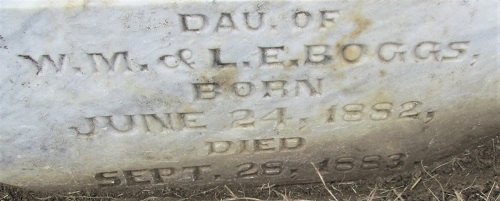 DAU. OF
W.M. & L.E. BOGGS,
BORN
JUNE 24, 1882,
DIED
SEPT. 28, 1883.